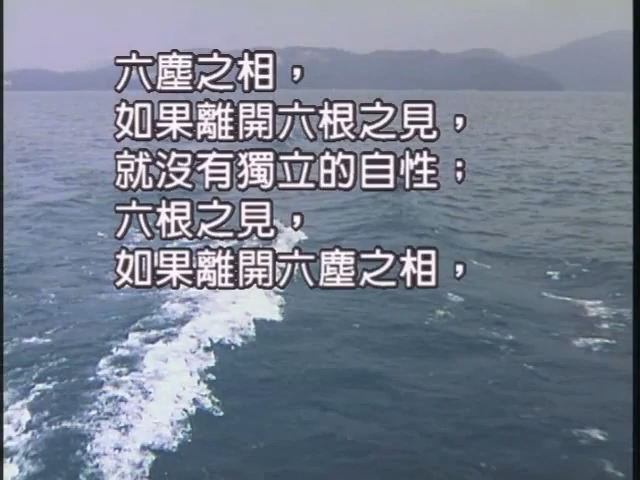 六塵之相，
如果離開六根之見，
就沒有獨立的自性；
六根之見，
如果離開六塵之相，